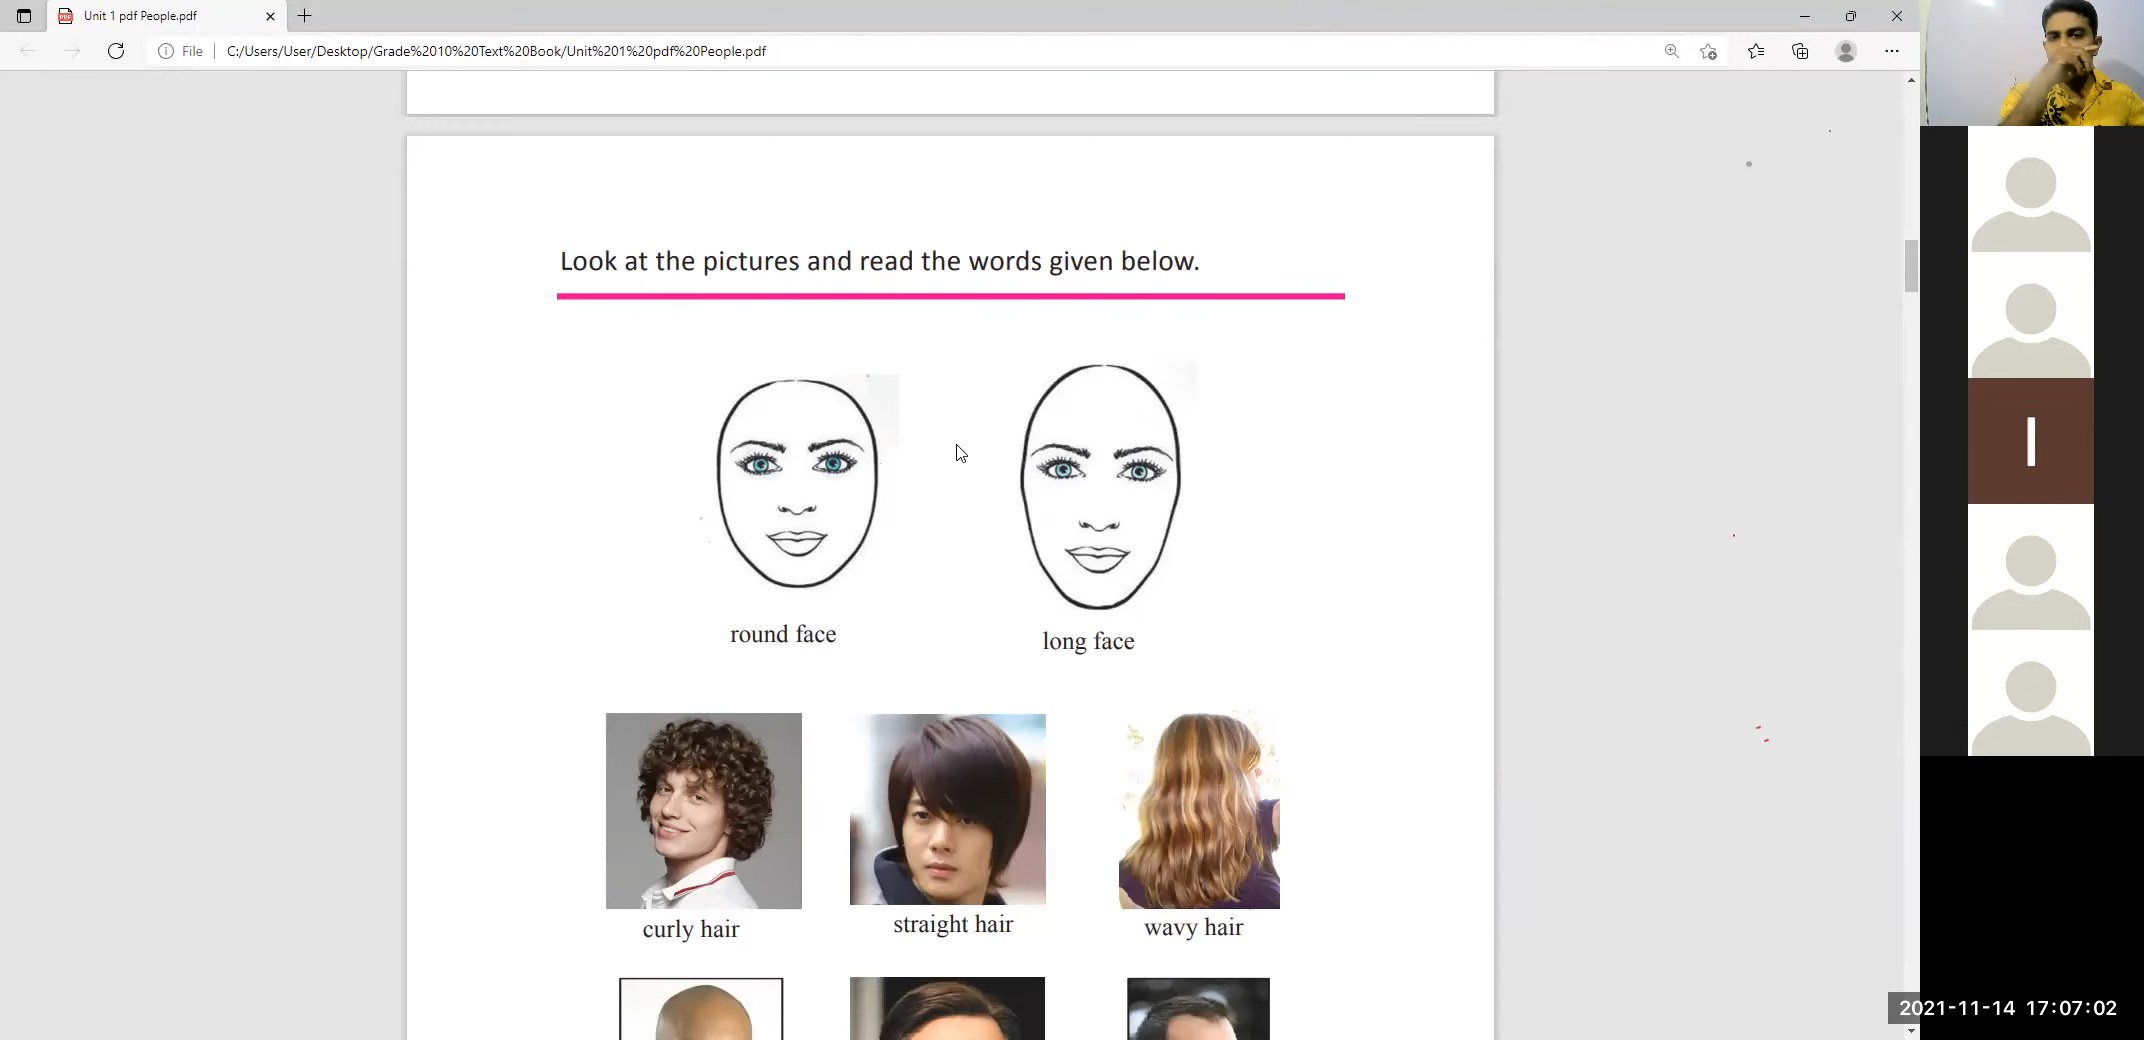 Unit 1 pdf People.pdf
File
C:/Users/User/Desktop/Grade%2010%20Text%20Book/Unit%201%20pdf%20People.pdf
Look at the pictures and read the words given below.
round face
long face
curly hair
straight hair
wavy hair
I
2021-11-14 17:07:02